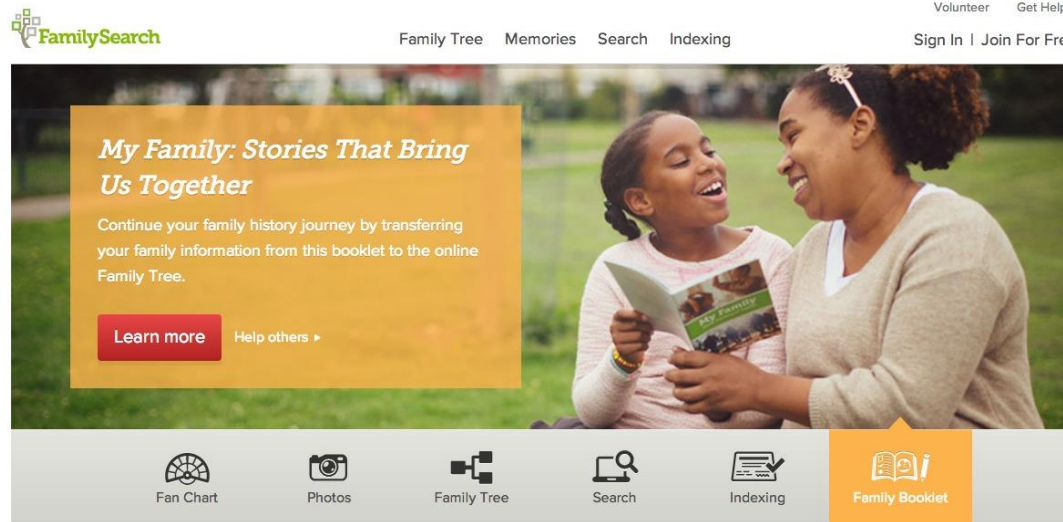 Volunteer Get Help
FamilySearch
Family Tree Memories Search Indexing
Sign In | Join For Fre
My Family: Stories That Bring
Us Together
Continue your family history journey by transferring
your family information from this booklet to the online
Family Tree.
Learn more Help others ▸
My Family
Fan Chart Photos Family Tree Search Indexing Family Booklet